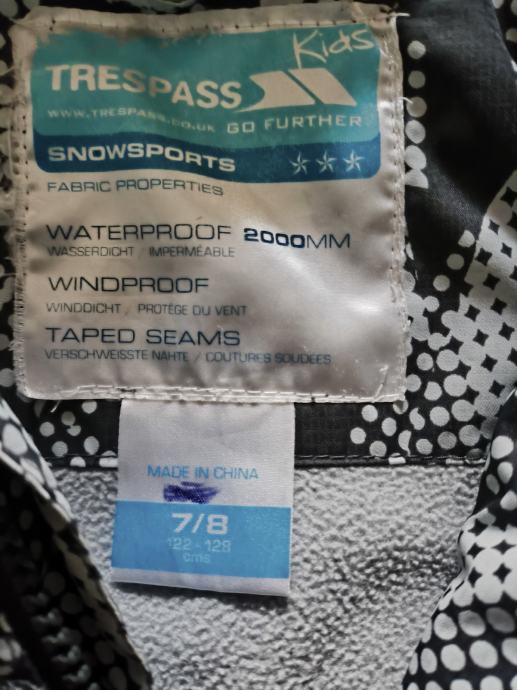 Kids
TRESPASS
WWW.TRESPASS.CO.UK GO FURTHER
SNOWSPORTS
FABRIC PROPERTIES
WATERPROOF 2000MM
WASSERDICHT / IMPERMÉABLE
WINDPROOF
WINDDICHT / PROTÈGE DU VENT
TAPED SEAMS
VERSCHWEISSTE NAHTE / COUTURES SOUDEES
MADE IN CHINA
7/8
122-128
cms